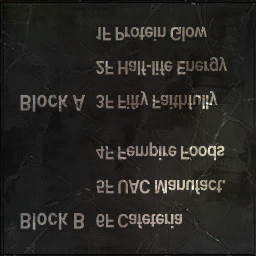 Block B 6F Cafeteria
5F UAC Manufact.
4F Fempire Foods
Block A 3F Fifty Faithfully
2F Half-life Energy
1F Protein Glow